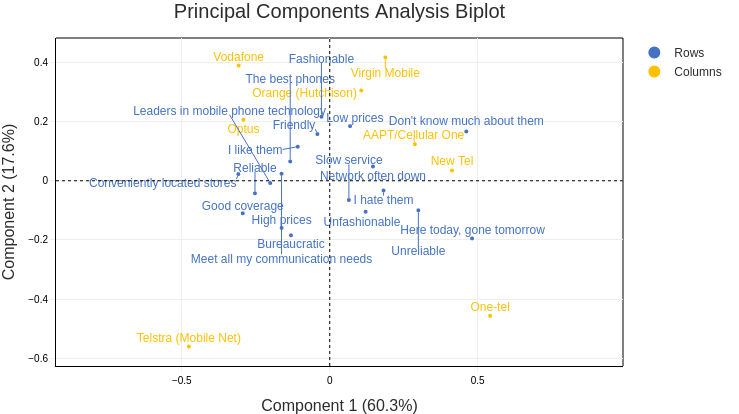 Principal Components Analysis Biplot
Rows
Columns
Component 2 (17.6%)
0.4
0.2
0
−0.2
−0.4
−0.6
Vodafone
Fashionable
Virgin Mobile
The best phones
Orange (Hutchison)
Leaders in mobile phone technology
Low prices
Don't know much about them
Optus
Friendly
AAPT/Cellular One
I like them
Slow service
New Tel
Reliable
Network often down
Conveniently located stores
I hate them
Good coverage
High prices
Unfashionable
Here today, gone tomorrow
Bureaucratic
Unreliable
Meet all my communication needs
One-tel
Telstra (Mobile Net)
−0.5
0
0.5
Component 1 (60.3%)